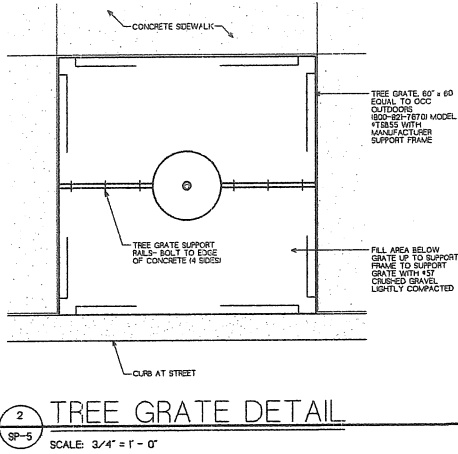 CONCRETE SIDEWALK
TREE GRATE, 60" x 60
EQUAL TO OCC
OUTDOORS
(800-821-7670) MODEL
#TS855 WITH
MANUFACTURER
SUPPORT FRAME
TREE GRATE SUPPORT
RAILS- BOLT TO EDGE
OF CONCRETE (4 SIDES)
FILL AREA BELOW
GRATE UP TO SUPPORT
FRAME TO SUPPORT
GRATE WITH #57
CRUSHED GRAVEL
LIGHTLY COMPACTED
CURB AT STREET
2
SP-5
TREE GRATE DETAIL
SCALE: 3/4" = 1' - 0"